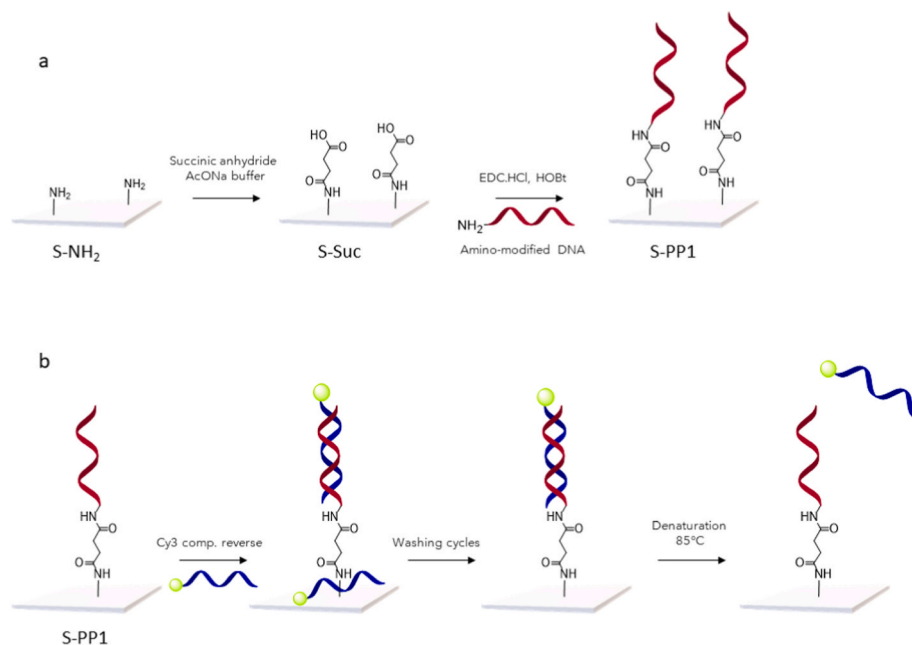 a
NH₂
NH₂
S-NH₂
Succinic anhydride
AcONa buffer
HO
O
O
NH
HO
O
O
NH
S-Suc
EDC.HCl, HOBt
NH₂
Amino-modified DNA
HN
O
O
NH
HN
O
O
NH
S-PP1
b
HN
O
O
NH
S-PP1
Cy3 comp. reverse
HN
O
O
NH
Washing cycles
HN
O
O
NH
Denaturation
85°C
HN
O
O
NH